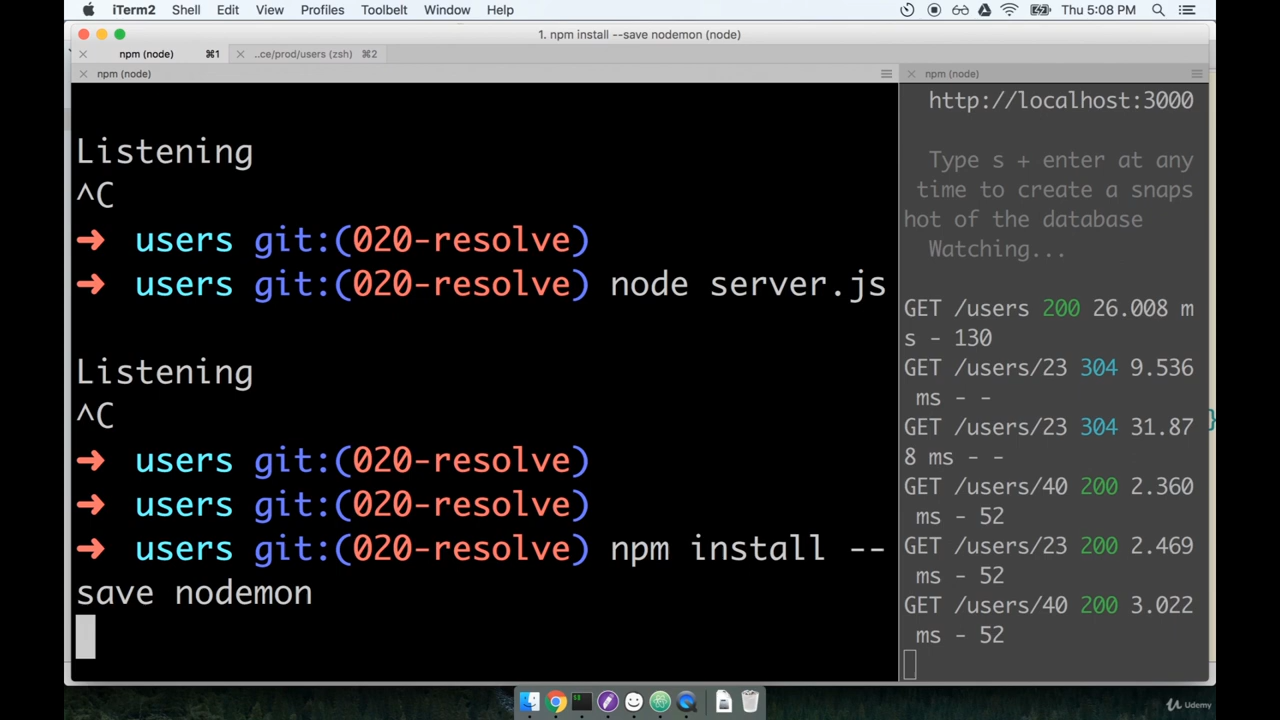 iTerm2 Shell Edit View Profiles Toolbelt Window Help Thu 5:08 PM
1. npm install --save nodemon (node)
npm (node) ⌘1 ..ce/prod/users (zsh) ⌘2
npm (node)
Listening
^C
➜ users git:(020-resolve)
➜ users git:(020-resolve) node server.js
Listening
^C
➜ users git:(020-resolve)
➜ users git:(020-resolve)
➜ users git:(020-resolve) npm install --
save nodemon
npm (node)
http://localhost:3000
Type s + enter at any
time to create a snaps
hot of the database
Watching...
GET /users 200 26.008 m
s - 130
GET /users/23 304 9.536
ms - -
GET /users/23 304 31.87
8 ms - -
GET /users/40 200 2.360
ms - 52
GET /users/23 200 2.469
ms - 52
GET /users/40 200 3.022
ms - 52
}
Udemy